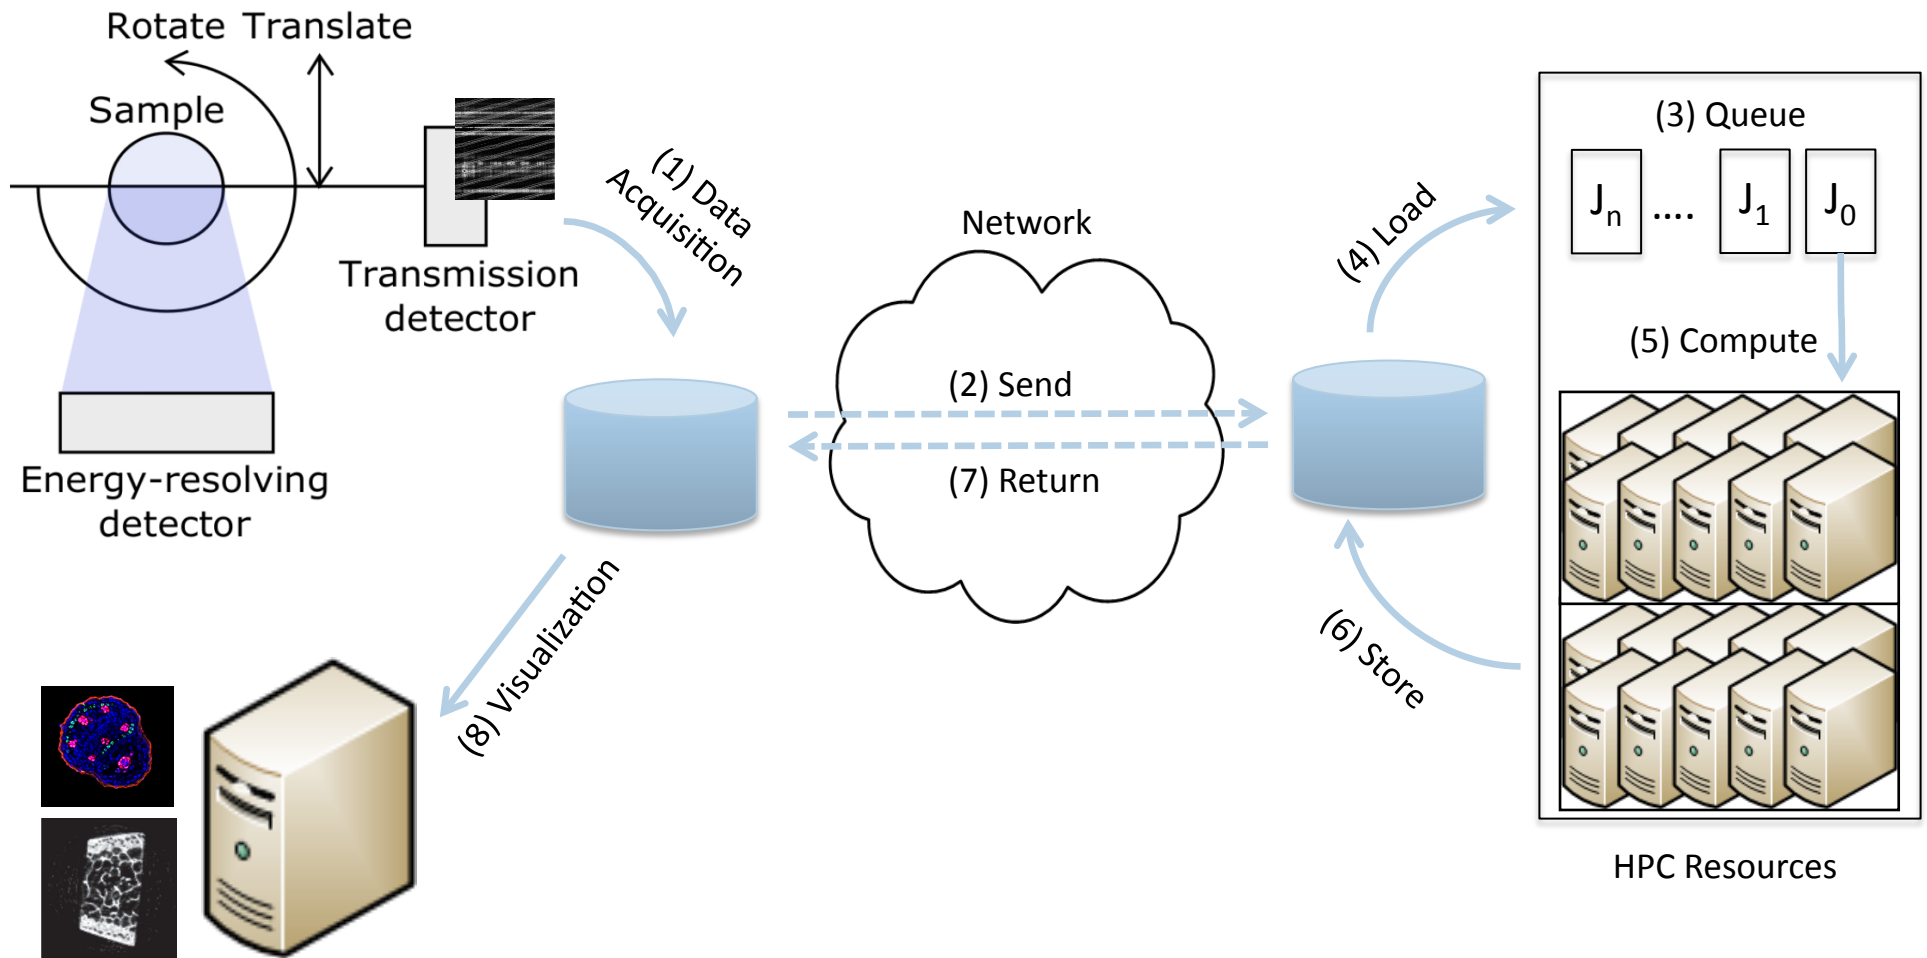 Rotate Translate
Sample
Transmission
detector
Energy-resolving
detector
(1) Data
Acquisition
Network
(2) Send
(7) Return
(4) Load
(3) Queue
Jn .... J1 J0
(5) Compute
(6) Store
HPC Resources
(8) Visualization